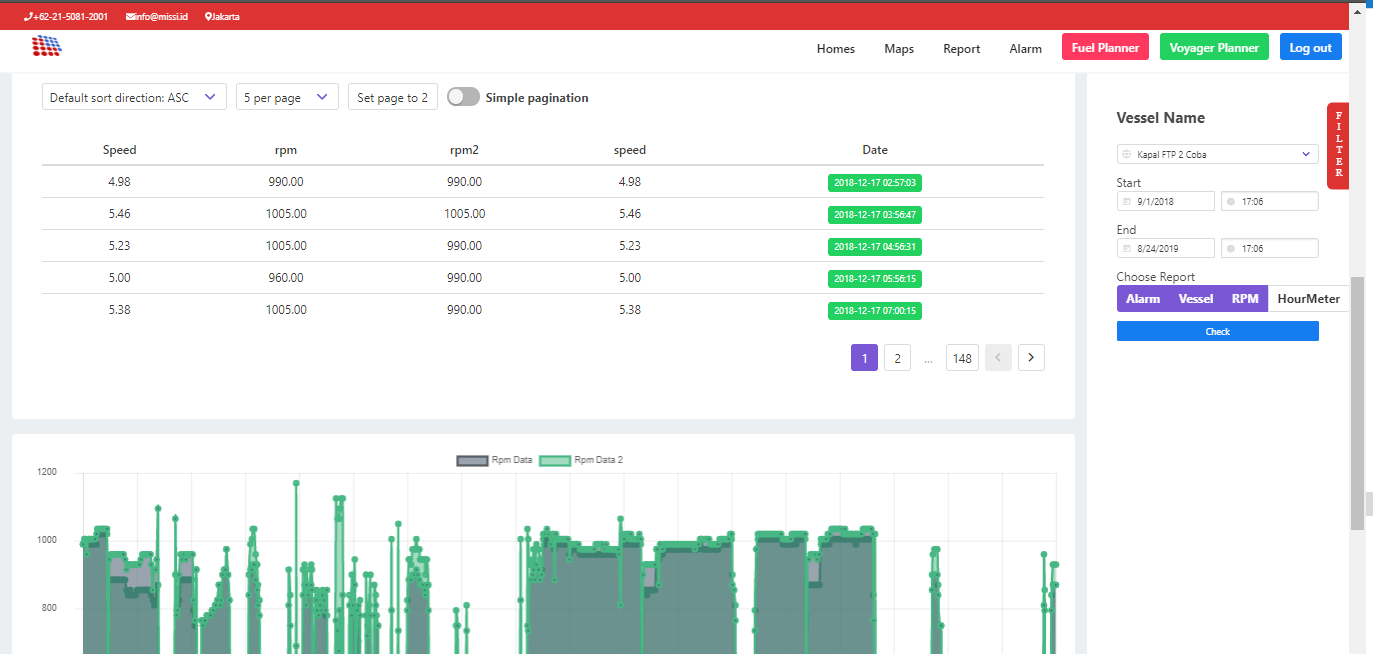 +62-21-5081-2001 info@missi.id Jakarta
Homes Maps Report Alarm Fuel Planner Voyager Planner Log out
Default sort direction: ASC 5 per page Set page to 2 Simple pagination
Speed rpm rpm2 speed Date
4.98 990.00 990.00 4.98 2018-12-17 02:57:03
5.46 1005.00 1005.00 5.46 2018-12-17 03:56:47
5.23 1005.00 990.00 5.23 2018-12-17 04:56:31
5.00 960.00 990.00 5.00 2018-12-17 05:56:15
5.38 1005.00 990.00 5.38 2018-12-17 07:00:15
1 2 ... 148
Vessel Name
Kapal FTP 2 Coba
Start
9/1/2018 17:06
End
8/24/2019 17:06
Choose Report
Alarm Vessel RPM HourMeter
Check
FILTER
Rpm Data Rpm Data 2
1200
1000
800